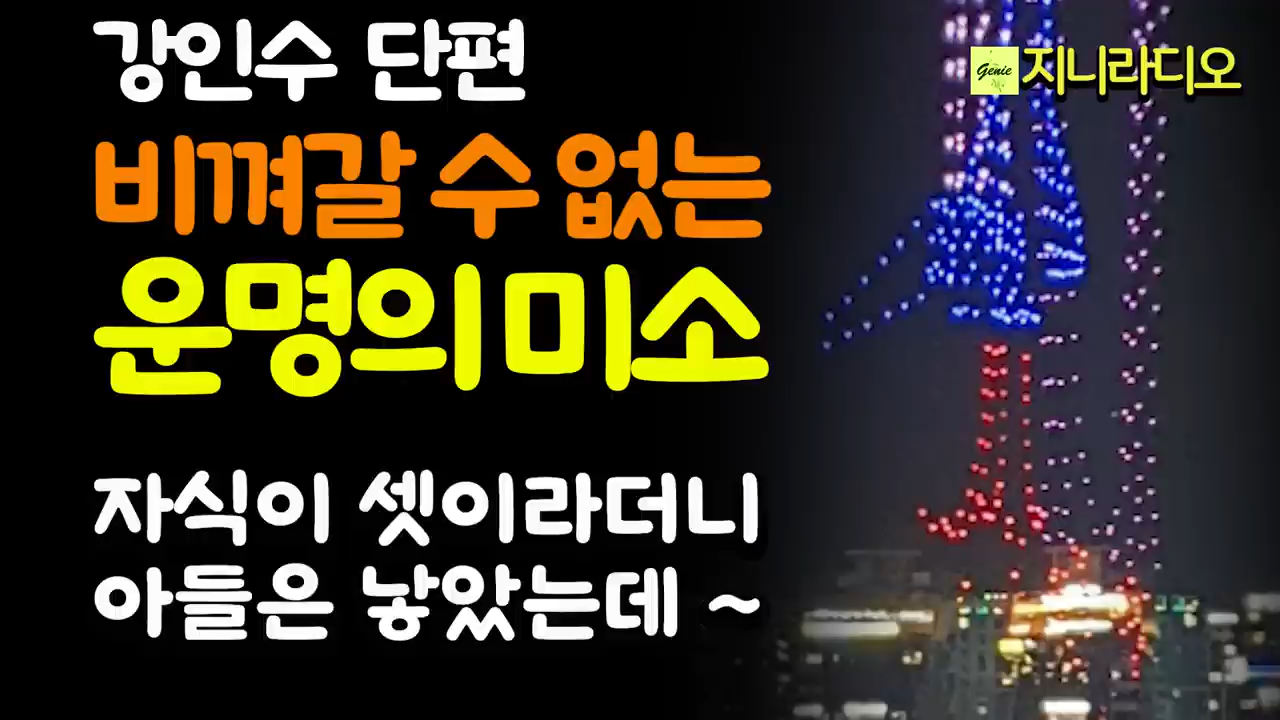 강인수 단편
Genie 지니라디오
비껴갈 수 없는
운명의 미소
자식이 셋이라더니
아들은 낳았는데 ~